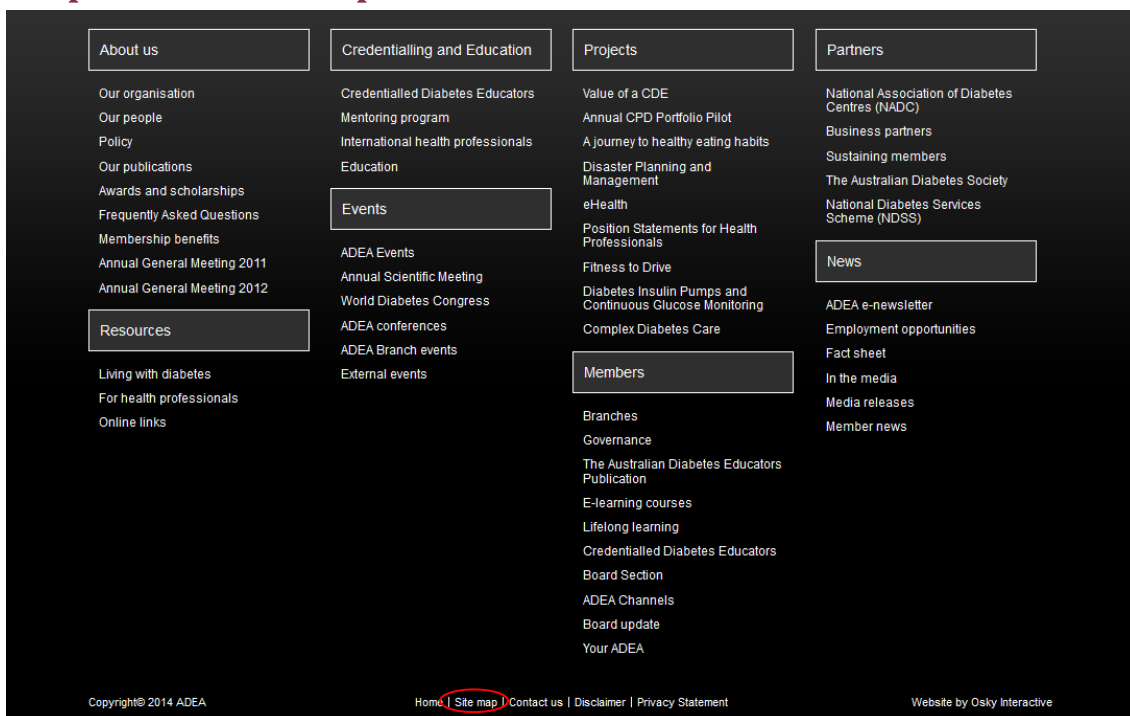 About us
Our organisation
Our people
Policy
Our publications
Awards and scholarships
Frequently Asked Questions
Membership benefits
Annual General Meeting 2011
Annual General Meeting 2012
Resources
Living with diabetes
For health professionals
Online links
Credentialling and Education
Credentialled Diabetes Educators
Mentoring program
International health professionals
Education
Events
ADEA Events
Annual Scientific Meeting
World Diabetes Congress
ADEA conferences
ADEA Branch events
External events
Projects
Value of a CDE
Annual CPD Portfolio Pilot
A journey to healthy eating habits
Disaster Planning and
Management
eHealth
Position Statements for Health
Professionals
Fitness to Drive
Diabetes Insulin Pumps and
Continuous Glucose Monitoring
Complex Diabetes Care
Members
Branches
Governance
The Australian Diabetes Educators
Publication
E-learning courses
Lifelong learning
Credentialled Diabetes Educators
Board Section
ADEA Channels
Board update
Your ADEA
Partners
National Association of Diabetes
Centres (NADC)
Business partners
Sustaining members
The Australian Diabetes Society
National Diabetes Services
Scheme (NDSS)
News
ADEA e-newsletter
Employment opportunities
Fact sheet
In the media
Media releases
Member news
Copyright© 2014 ADEA
Home | Site map | Contact us | Disclaimer | Privacy Statement
Website by Osky Interactive